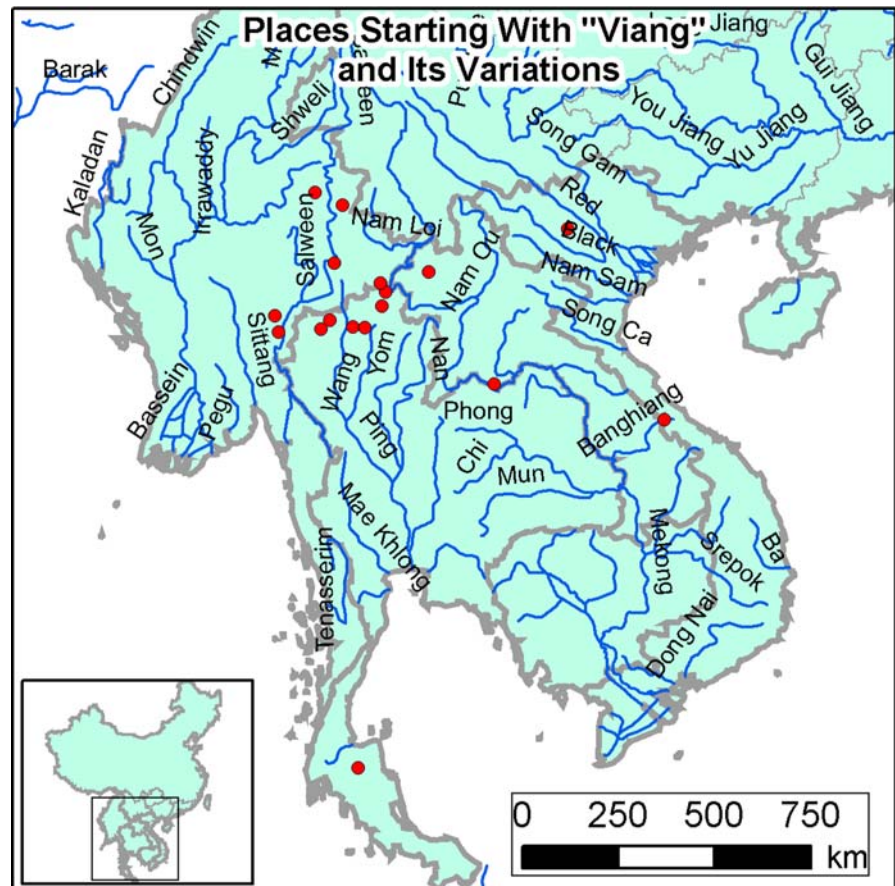 Places Starting With "Viang"
and Its Variations
Jiang
Barak
Chindwin
Shweli
Gui Jiang
You Jiang
Yu Jiang
Song Gam
Kaladan
Mon
Irrawaddy
Salween
Nam Loi
Red
Black
Nam Ou
Nam Sam
Song Ca
Sittang
Wang
Yom
Nan
Bassein
Pegu
Ping
Phong
Chi
Mun
Banghiang
Mae Khlong
Tenasserim
Mekong
Srepok
Ba
Dong Nai
0 250 500 750
km